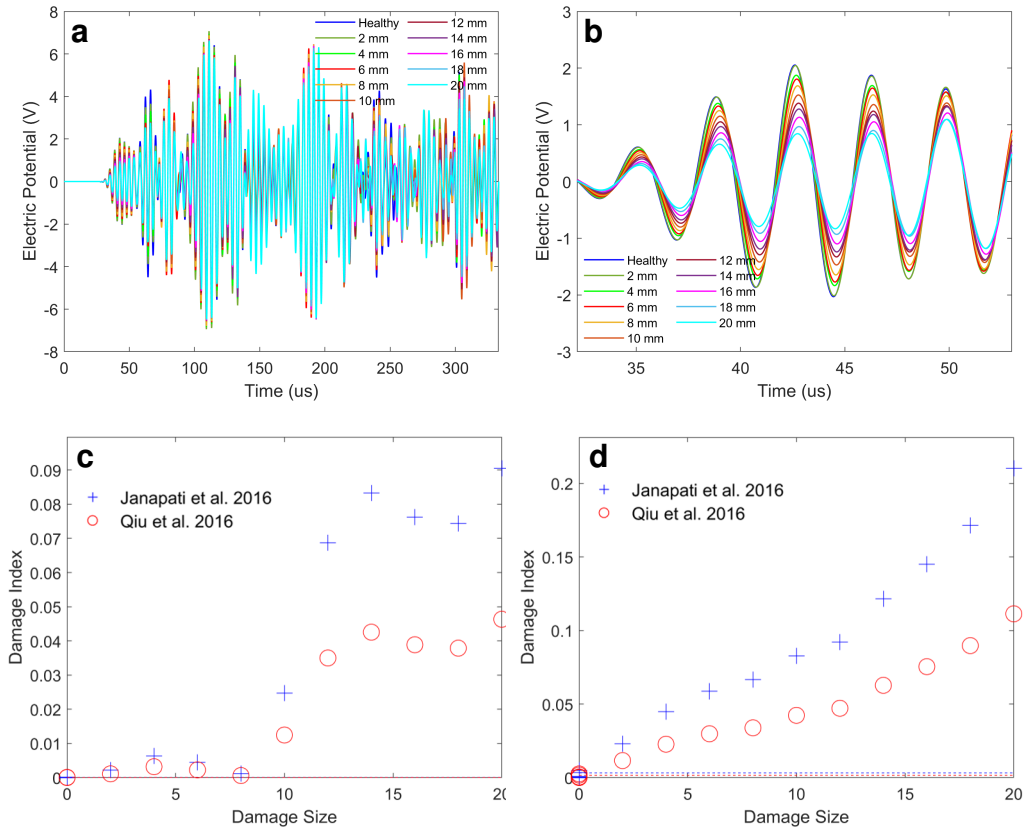 a
Healthy 12 mm
2 mm 14 mm
4 mm 16 mm
6 mm 18 mm
8 mm 20 mm
10 mm
8
6
4
2
0
-2
-4
-6
-8
Electric Potential (V)
0 50 100 150 200 250 300
Time (us)
b
3
2
1
0
-1
-2
-3
Electric Potential (V)
Healthy 12 mm
2 mm 14 mm
4 mm 16 mm
6 mm 18 mm
8 mm 20 mm
10 mm
35 40 45 50
Time (us)
c
Janapati et al. 2016
Qiu et al. 2016
0.09
0.08
0.07
0.06
0.05
0.04
0.03
0.02
0.01
0
Damage Index
0 5 10 15 20
Damage Size
d
Janapati et al. 2016
Qiu et al. 2016
0.2
0.15
0.1
0.05
0
Damage Index
0 5 10 15 20
Damage Size